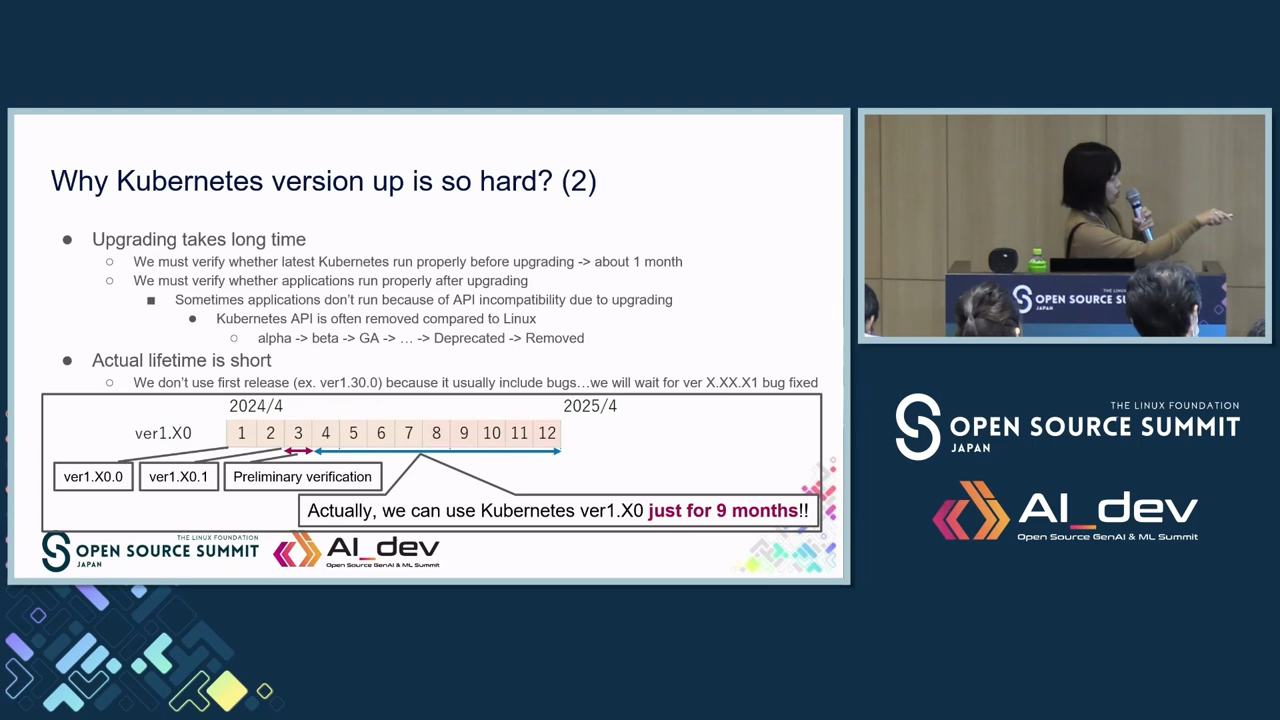 Why Kubernetes version up is so hard? (2)
● Upgrading takes long time
○ We must verify whether latest Kubernetes run properly before upgrading -> about 1 month
○ We must verify whether applications run properly after upgrading
■ Sometimes applications don't run because of API incompatibility due to upgrading
● Kubernetes API is often removed compared to Linux
○ alpha -> beta -> GA -> … -> Deprecated -> Removed
● Actual lifetime is short
○ We don't use first release (ex. ver1.30.0) because it usually include bugs…we will wait for ver X.XX.X1 bug fixed
2024/4 2025/4
ver1.X0 1 2 3 4 5 6 7 8 9 10 11 12
ver1.X0.0 ver1.X0.1 Preliminary verification
Actually, we can use Kubernetes ver1.X0 just for 9 months!!
THE LINUX FOUNDATION
OPEN SOURCE SUMMIT
JAPAN
AI_dev
Open Source GenAI & ML Summit
THE LINUX
OPEN SOURCE SU
JAPAN
THE LINUX FOUNDATION
OPEN SOURCE SUMMIT
JAPAN
AI_dev
Open Source GenAI & ML Summit